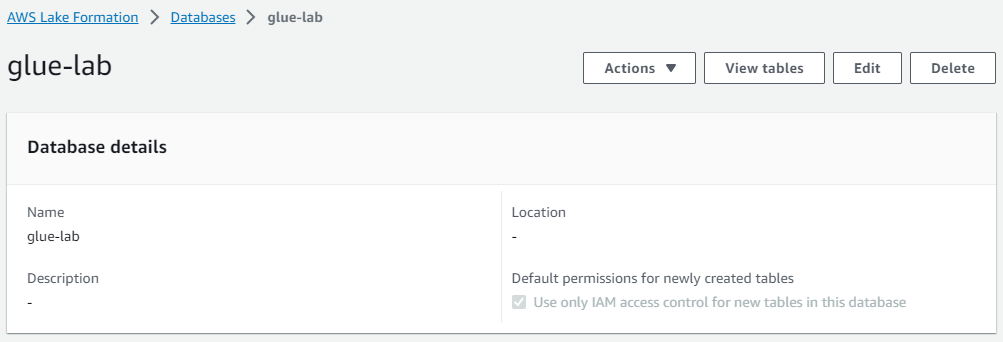 AWS Lake Formation > Databases > glue-lab
glue-lab
Actions ▼ View tables Edit Delete
Database details
Name
glue-lab
Description
-
Location
-
Default permissions for newly created tables
Use only IAM access control for new tables in this database